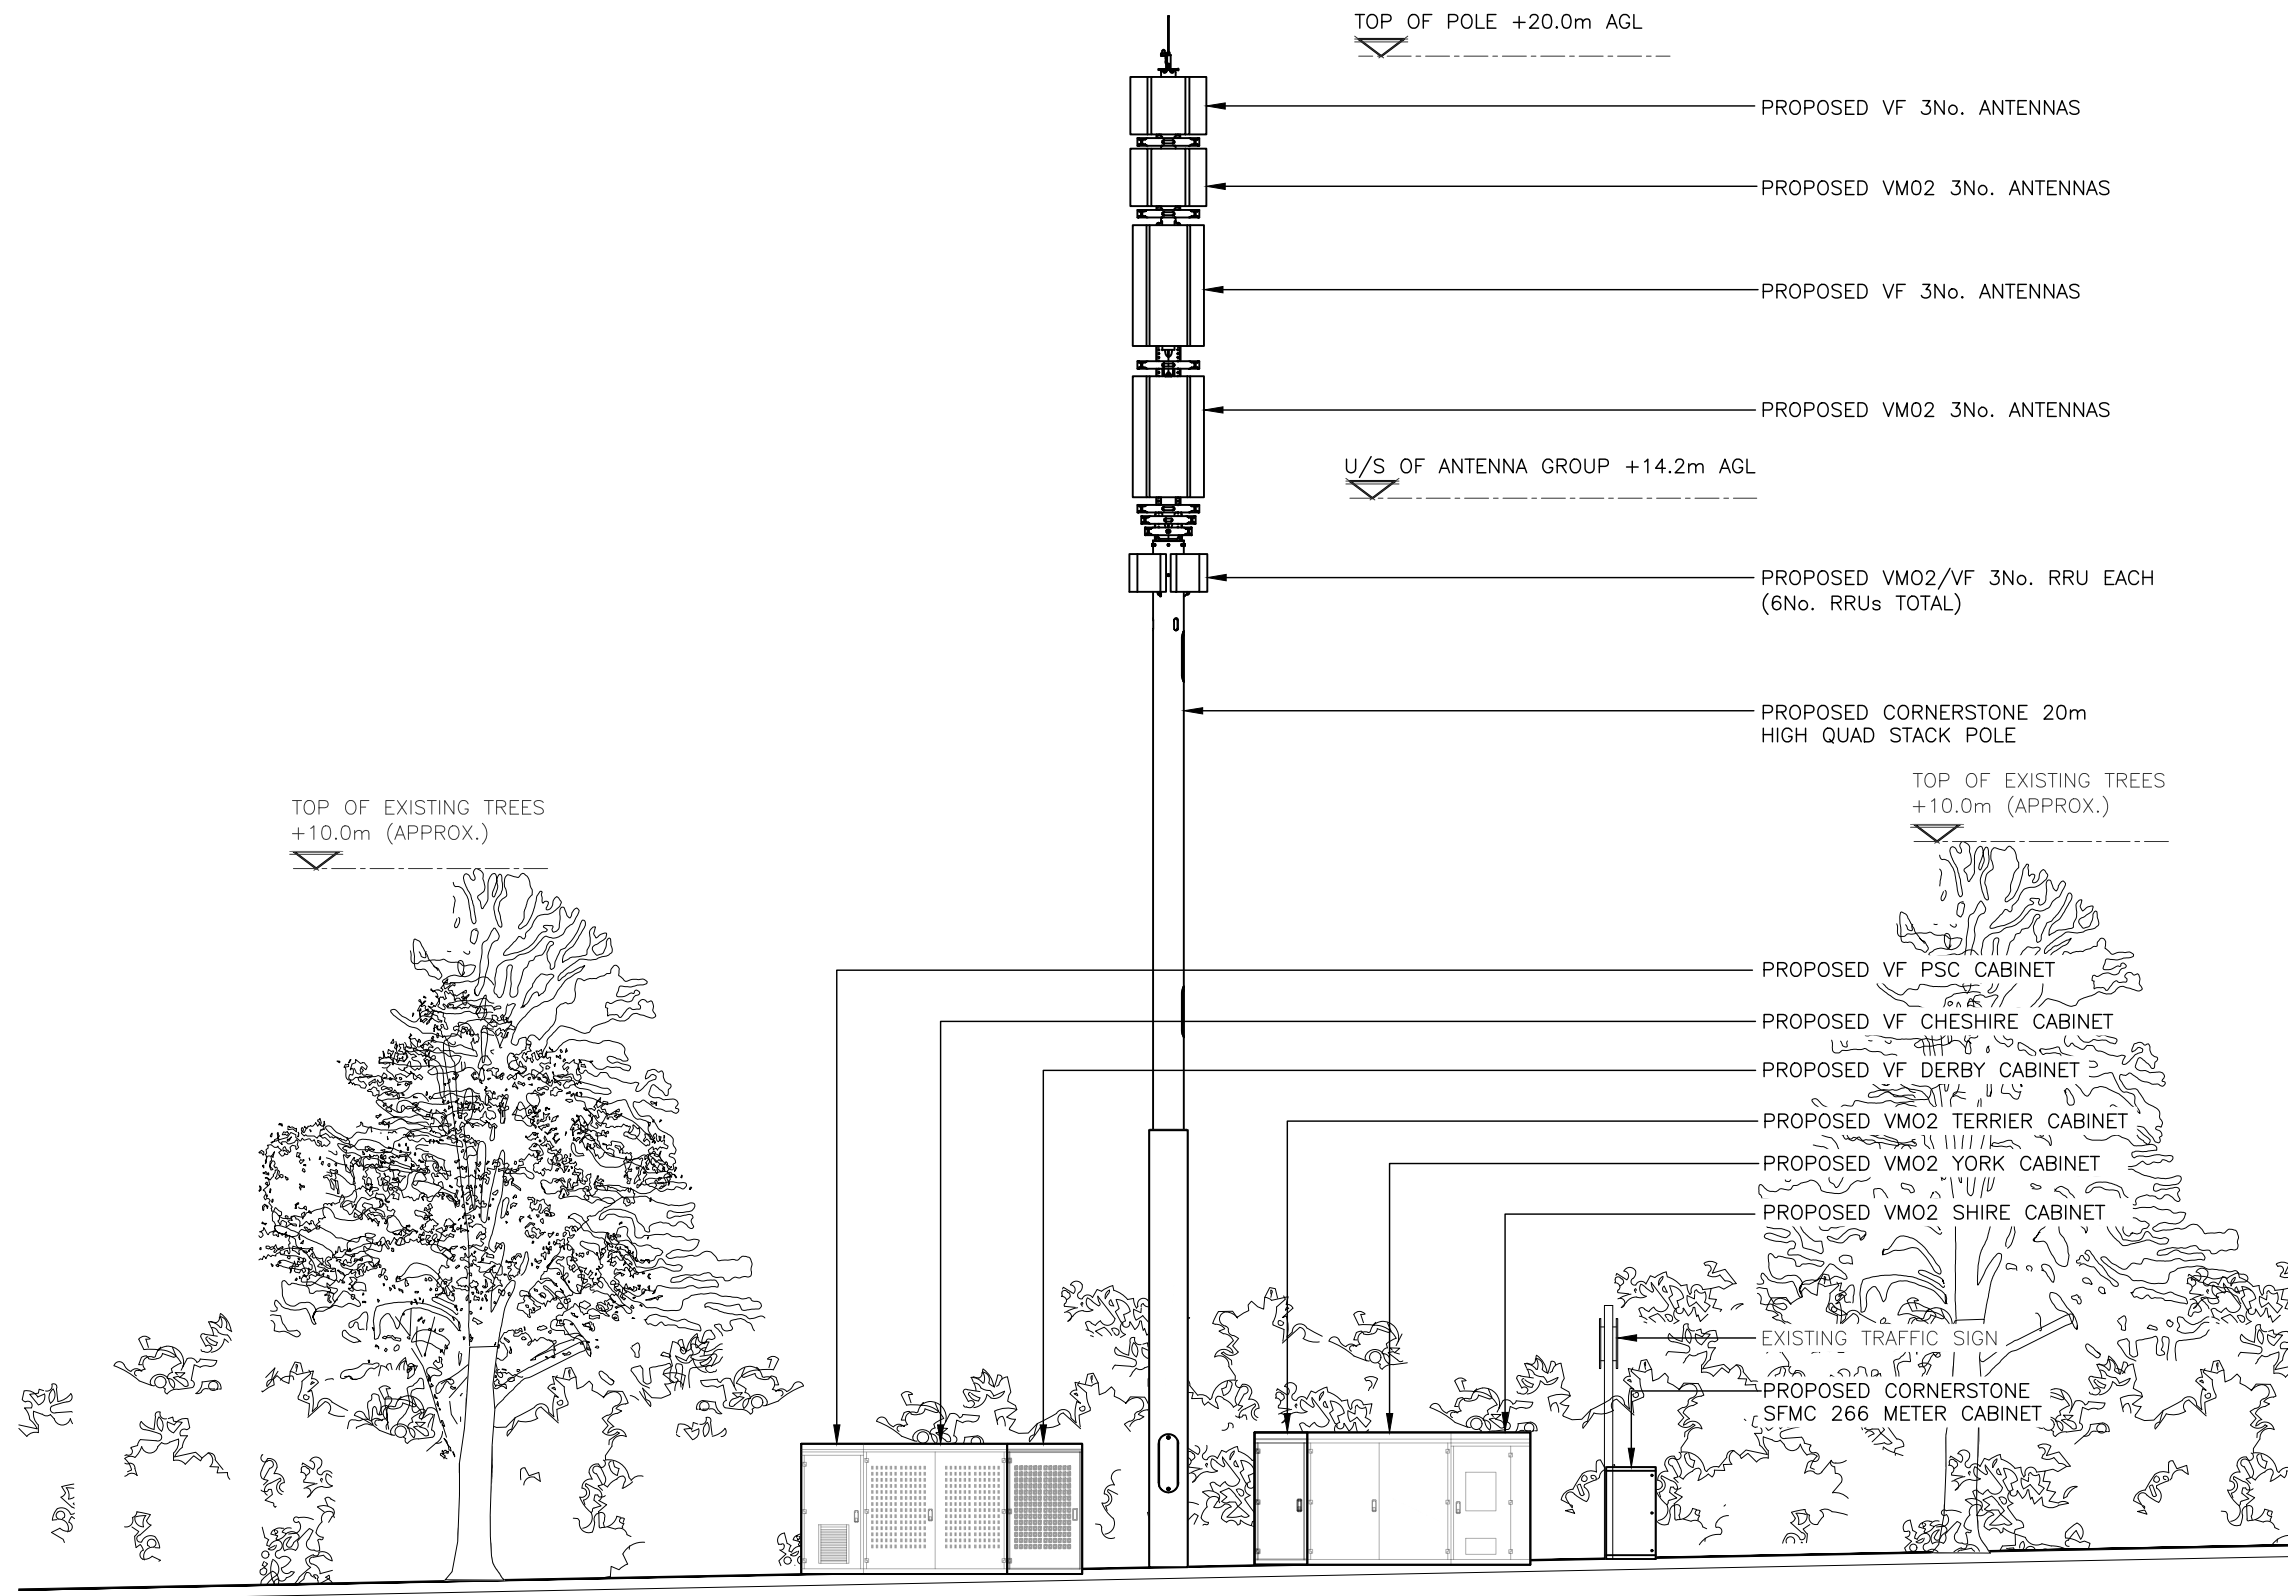 TOP OF POLE +20.0m AGL
PROPOSED VF 3No. ANTENNAS
PROPOSED VMO2 3No. ANTENNAS
PROPOSED VF 3No. ANTENNAS
PROPOSED VMO2 3No. ANTENNAS
U/S OF ANTENNA GROUP +14.2m AGL
PROPOSED VMO2/VF 3No. RRU EACH
(6No. RRUs TOTAL)
PROPOSED CORNERSTONE 20m
HIGH QUAD STACK POLE
TOP OF EXISTING TREES
+10.0m (APPROX.)
TOP OF EXISTING TREES
+10.0m (APPROX.)
PROPOSED VF PSC CABINET
PROPOSED VF CHESHIRE CABINET
PROPOSED VF DERBY CABINET
PROPOSED VMO2 TERRIER CABINET
PROPOSED VMO2 YORK CABINET
PROPOSED VMO2 SHIRE CABINET
EXISTING TRAFFIC SIGN
PROPOSED CORNERSTONE
SFMC 266 METER CABINET